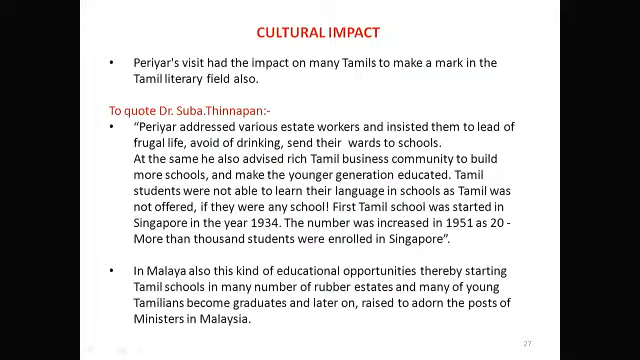 CULTURAL IMPACT
• Periyar's visit had the impact on many Tamils to make a mark in the
Tamil literary field also.
To quote Dr. Suba.Thinnapan:-
• “Periyar addressed various estate workers and insisted them to lead of
frugal life, avoid of drinking, send their wards to schools.
At the same he also advised rich Tamil business community to build
more schools, and make the younger generation educated. Tamil
students were not able to learn their language in schools as Tamil was
not offered, if they were any school! First Tamil school was started in
Singapore in the year 1934. The number was increased in 1951 as 20 -
More than thousand students were enrolled in Singapore”.
• In Malaya also this kind of educational opportunities thereby starting
Tamil schools in many number of rubber estates and many of young
Tamilians become graduates and later on, raised to adorn the posts of
Ministers in Malaysia.
27